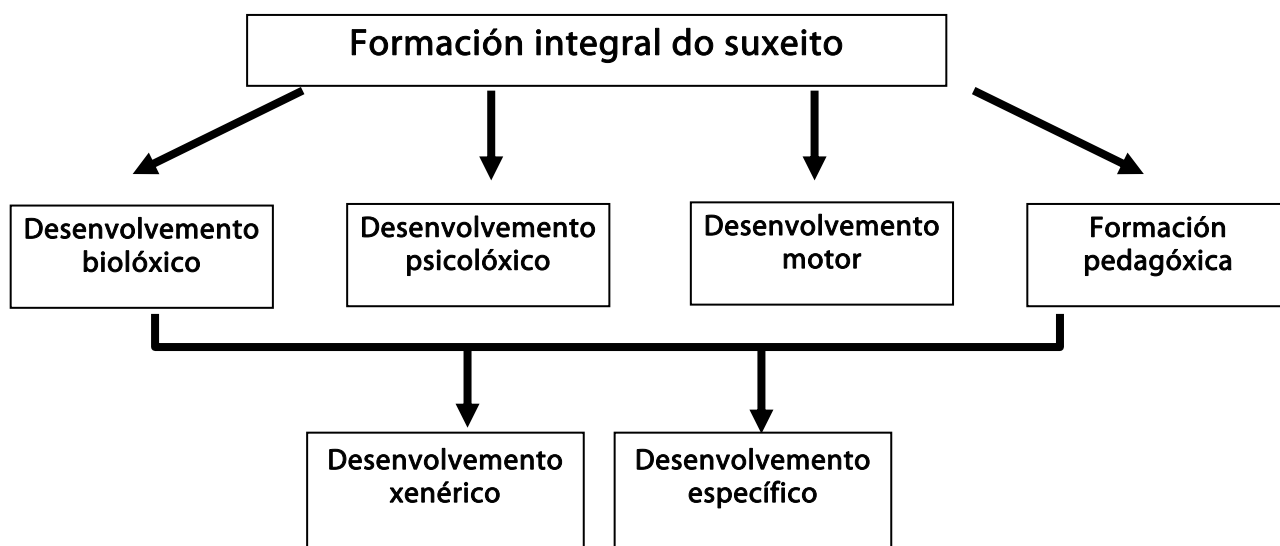 Formación integral do suxeito
Desenvolvemento
biolóxico
Desenvolvemento
psicolóxico
Desenvolvemento
motor
Formación
pedagóxica
Desenvolvemento
xenérico
Desenvolvemento
específico